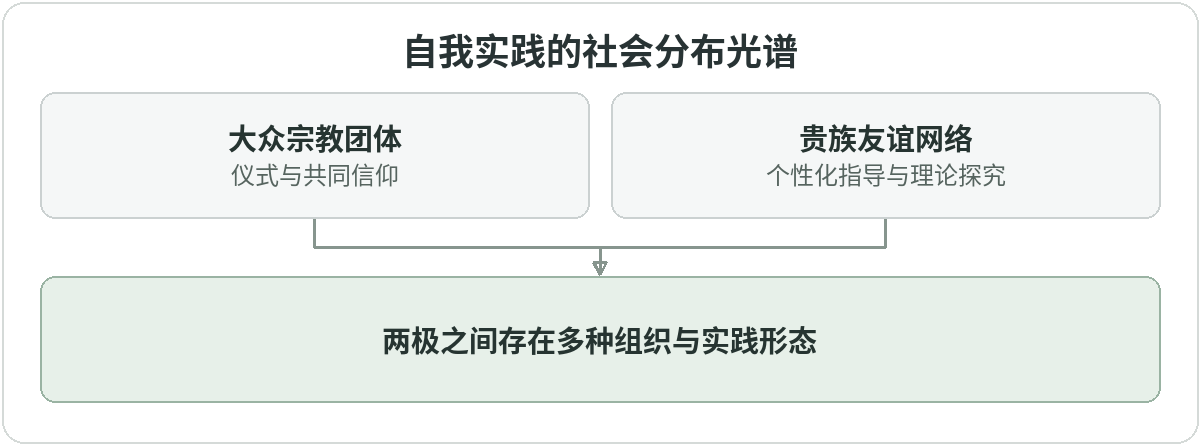 自我实践的社会分布光谱
大众宗教团体
仪式与共同信仰
贵族友谊网络
个性化指导与理论探究
两极之间存在多种组织与实践形态